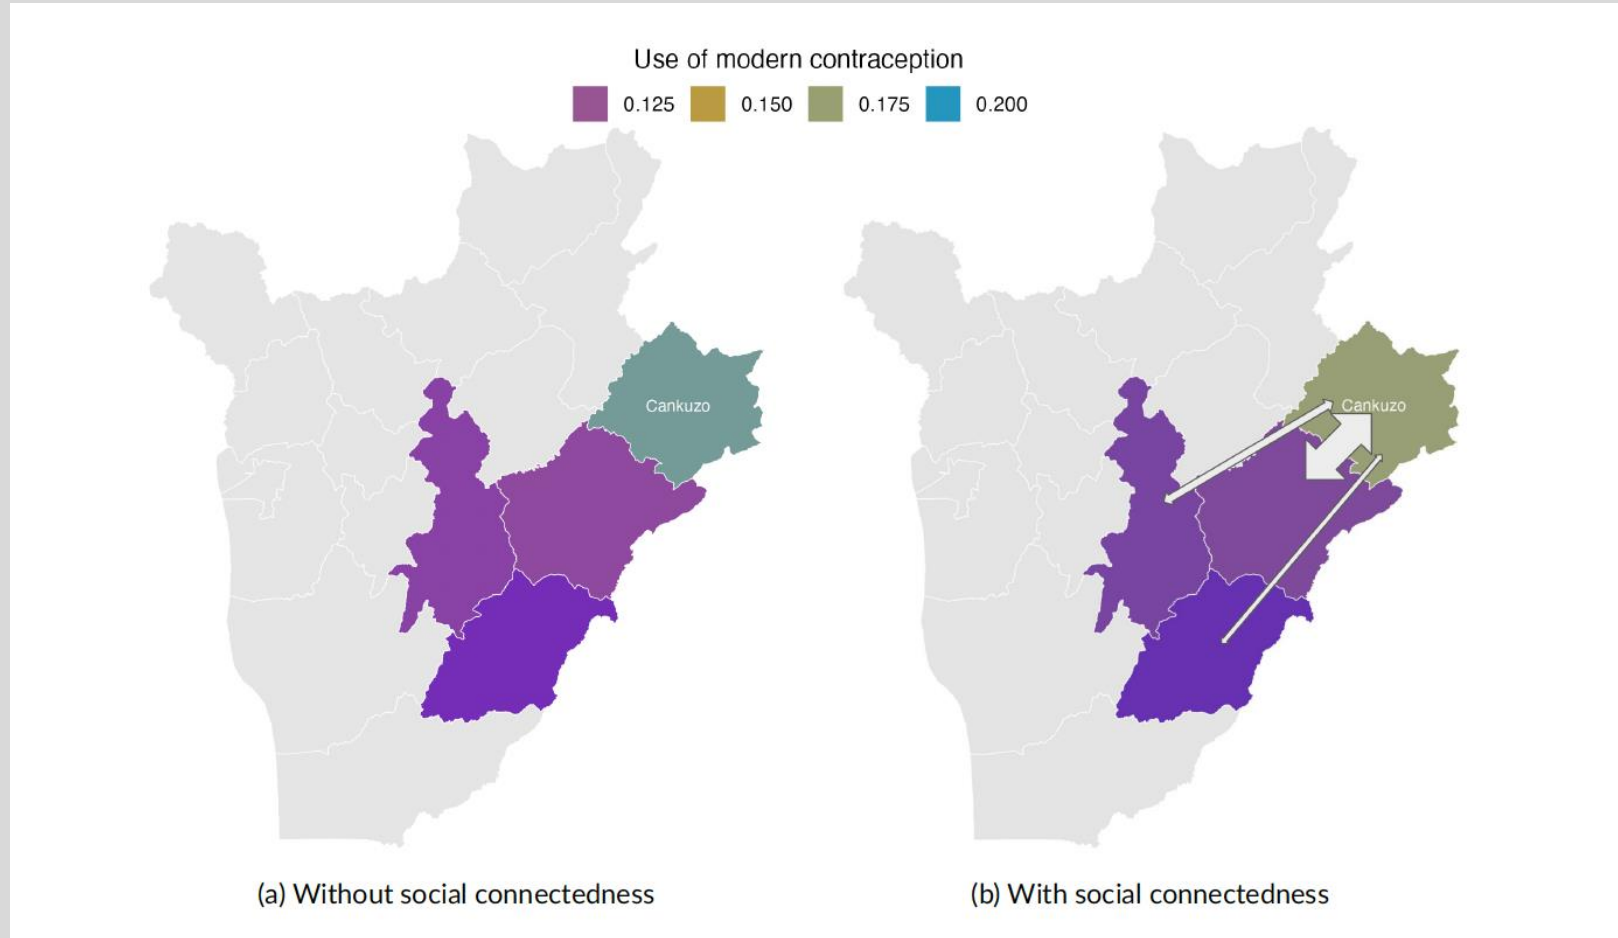 Use of modern contraception
0.125 0.150 0.175 0.200
Cankuzo
Cankuzo
(a) Without social connectedness
(b) With social connectedness